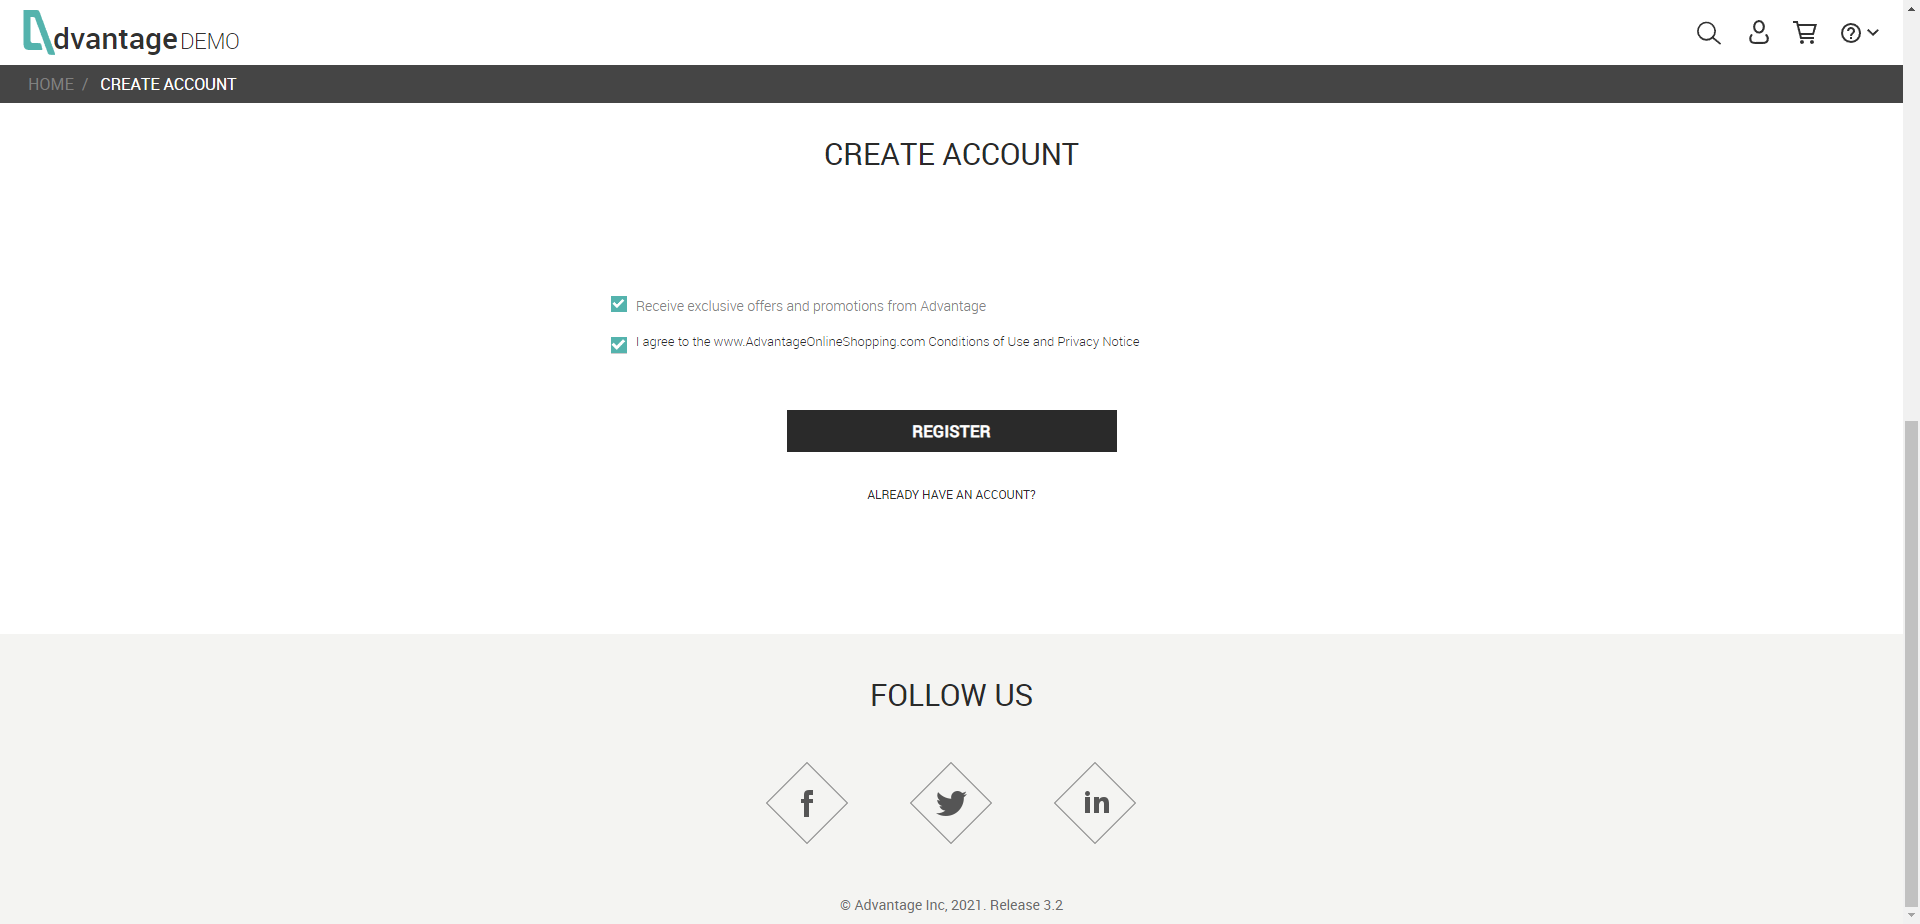 dvantage DEMO
HOME / CREATE ACCOUNT
CREATE ACCOUNT
Receive exclusive offers and promotions from Advantage
I agree to the www.AdvantageOnlineShopping.com Conditions of Use and Privacy Notice
REGISTER
ALREADY HAVE AN ACCOUNT?
FOLLOW US
f
in
© Advantage Inc, 2021. Release 3.2